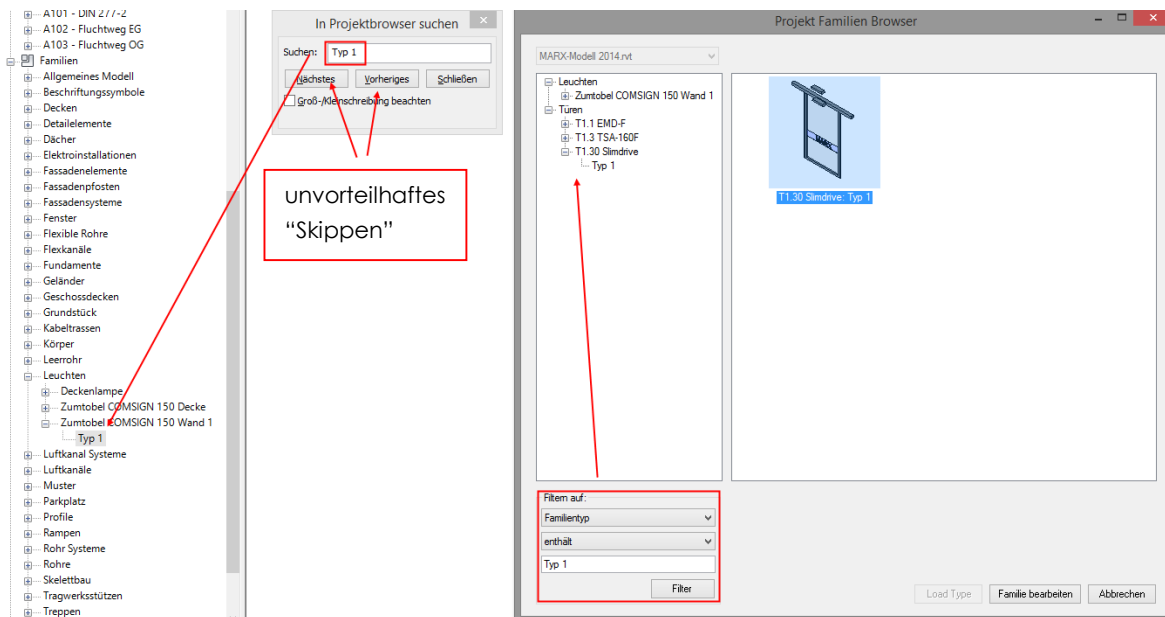 A101 - DIN 277-2
A102 - Fluchtweg EG
A103 - Fluchtweg OG
Familien
Allgemeines Modell
Beschriftungssymbole
Decken
Detailelemente
Dächer
Elektroinstallationen
Fassadenelemente
Fassadenpfosten
Fassadensysteme
Fenster
Flexible Rohre
Flexkanäle
Fundamente
Geländer
Geschossdecken
Grundstück
Kabeltrassen
Körper
Leerrohr
Leuchten
Deckenlampe
Zumtobel COMSIGN 150 Decke
Zumtobel COMSIGN 150 Wand 1
Typ 1
Luftkanal Systeme
Luftkanäle
Muster
Parkplatz
Profile
Rampen
Rohr Systeme
Rohre
Skelettbau
Tragwerksstützen
Treppen
In Projektbrowser suchen
Suchen: Typ 1
Nächstes Vorheriges Schließen
Groß-/Kleinschreibung beachten
unvorteilhaftes
“Skippen”
Projekt Familien Browser
MARX-Modell 2014.rvt
Leuchten
Zumtobel COMSIGN 150 Wand 1
Türen
T1.1 EMD-F
T1.3 TSA-160F
T1.30 Slimdrive
Typ 1
MARX
T1.30 Slimdrive: Typ 1
Filtern auf:
Familientyp
enthält
Typ 1
Filter
Load Type Familie bearbeiten Abbrechen